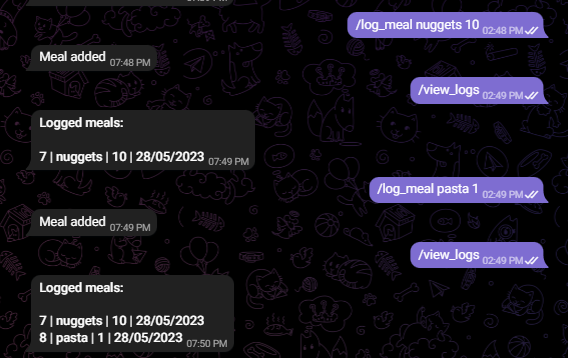 /log_meal nuggets 10 02:48 PM
Meal added 07:48 PM
/view_logs 02:49 PM
Logged meals:
7 | nuggets | 10 | 28/05/2023 07:49 PM
/log_meal pasta 1 02:49 PM
Meal added 07:49 PM
/view_logs 02:49 PM
Logged meals:
7 | nuggets | 10 | 28/05/2023
8 | pasta | 1 | 28/05/2023 07:50 PM